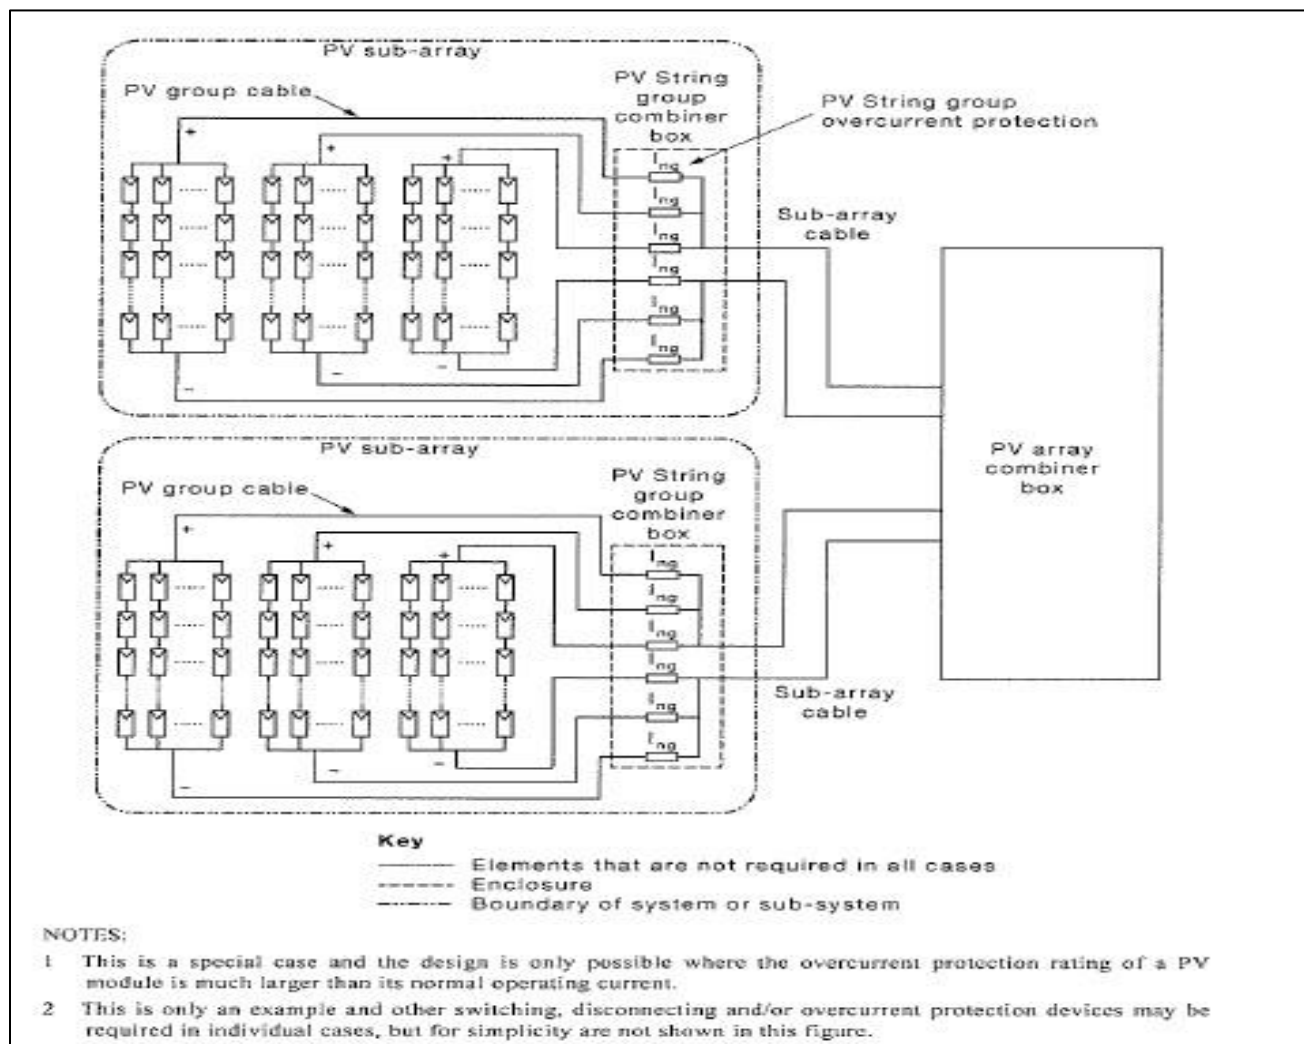 PV sub-array
PV group cable
PV String
group
combiner
box
PV String group
overcurrent protection
+
+
+
Ing
Ing
Ing
Ing
Ing
Ing
Sub-array
cable
-
-
-
PV array
combiner
box
PV sub-array
PV group cable
PV String
group
combiner
box
+
+
+
Ing
Ing
Ing
Ing
Ing
Ing
Sub-array
cable
-
-
-
Key
Elements that are not required in all cases
Enclosure
Boundary of system or sub-system
NOTES:
1 This is a special case and the design is only possible where the overcurrent protection rating of a PV
module is much larger than its normal operating current.
2 This is only an example and other switching, disconnecting and/or overcurrent protection devices may be
required in individual cases, but for simplicity are not shown in this figure.